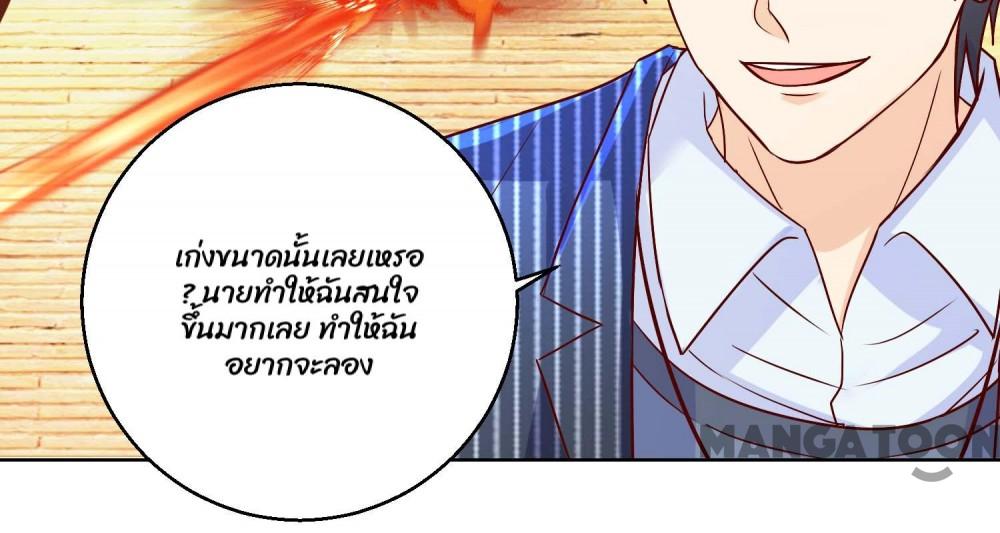 เก่งขนาดนั้นเลยเหรอ
? นายทำให้ฉันสนใจ
ขึ้นมากเลย ทำให้ฉัน
อยากจะลอง
MANGATOON